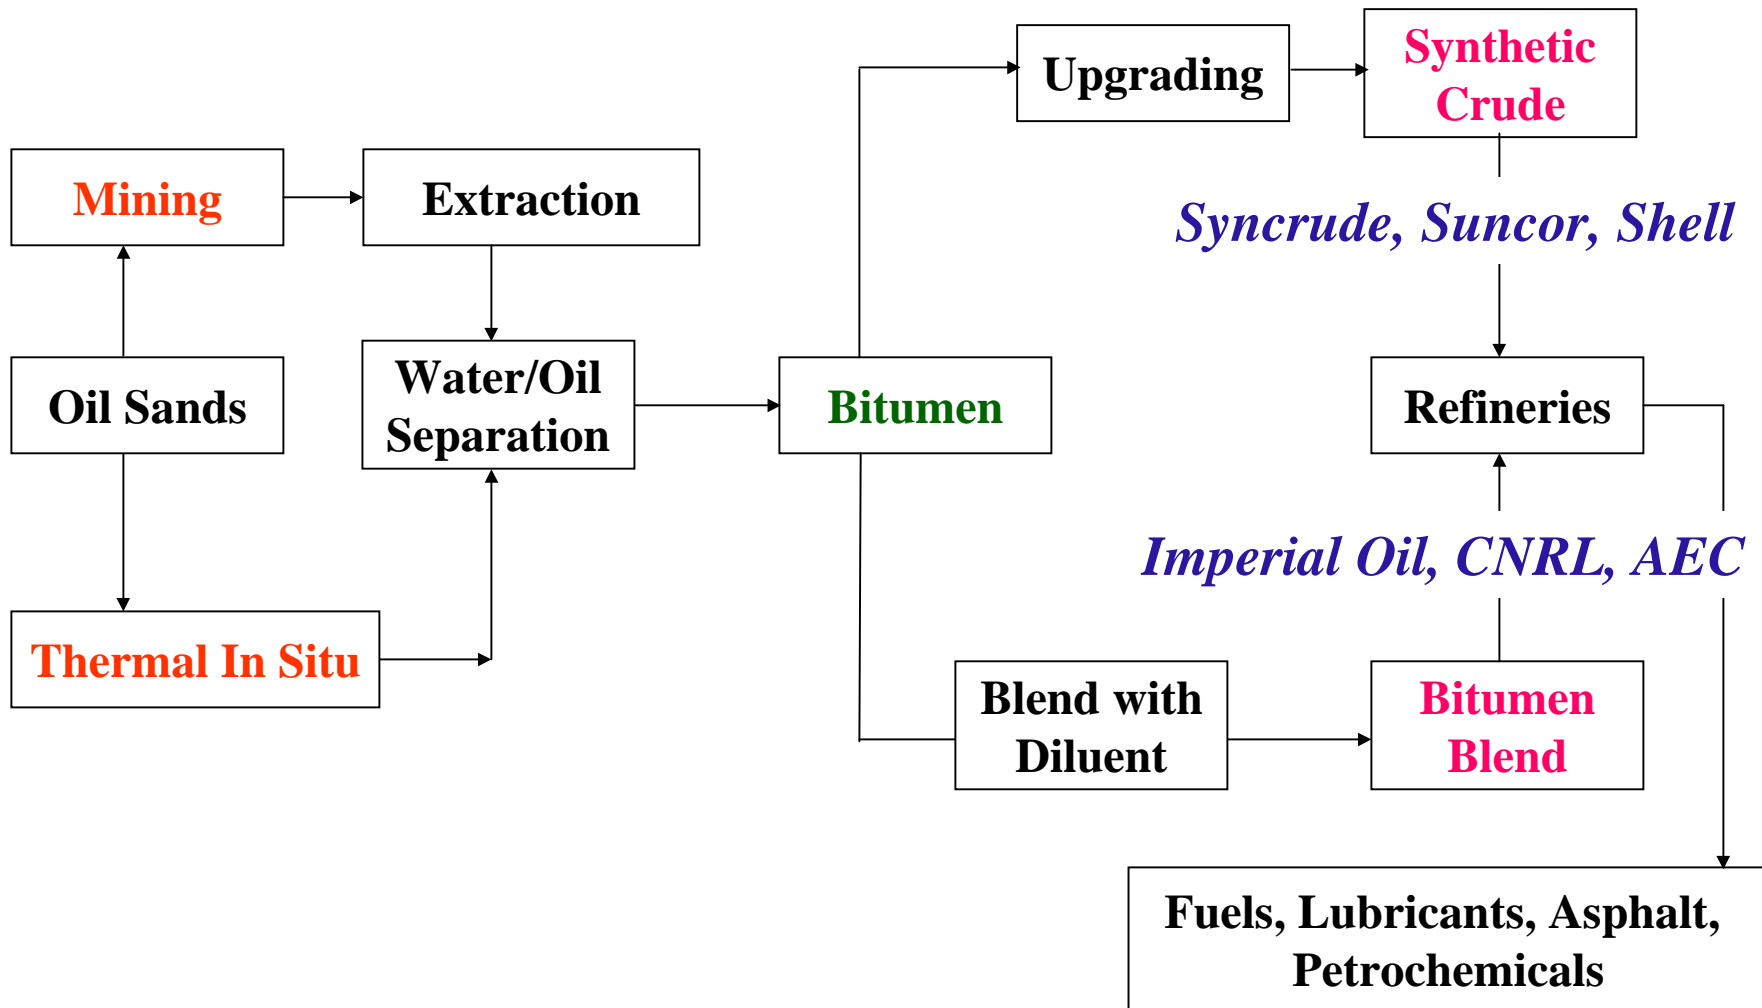 Upgrading
Synthetic
Crude
Mining
Extraction
Syncrude, Suncor, Shell
Oil Sands
Water/Oil
Separation
Bitumen
Refineries
Imperial Oil, CNRL, AEC
Thermal In Situ
Blend with
Diluent
Bitumen
Blend
Fuels, Lubricants, Asphalt,
Petrochemicals